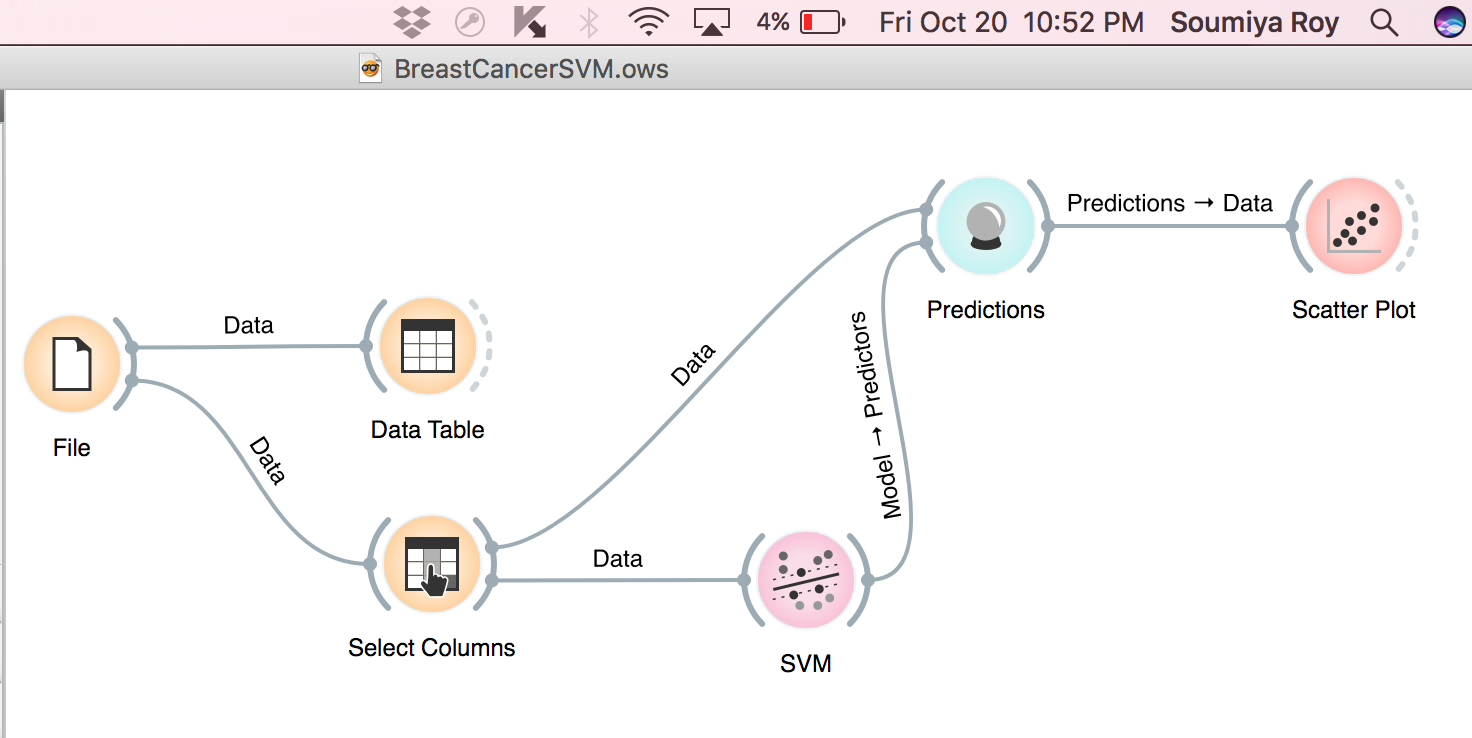 4% Fri Oct 20 10:52 PM Soumiya Roy
BreastCancerSVM.ows
Predictions → Data
Predictions
Scatter Plot
Data
Data
Model → Predictors
File
Data Table
Data
Data
Select Columns
SVM